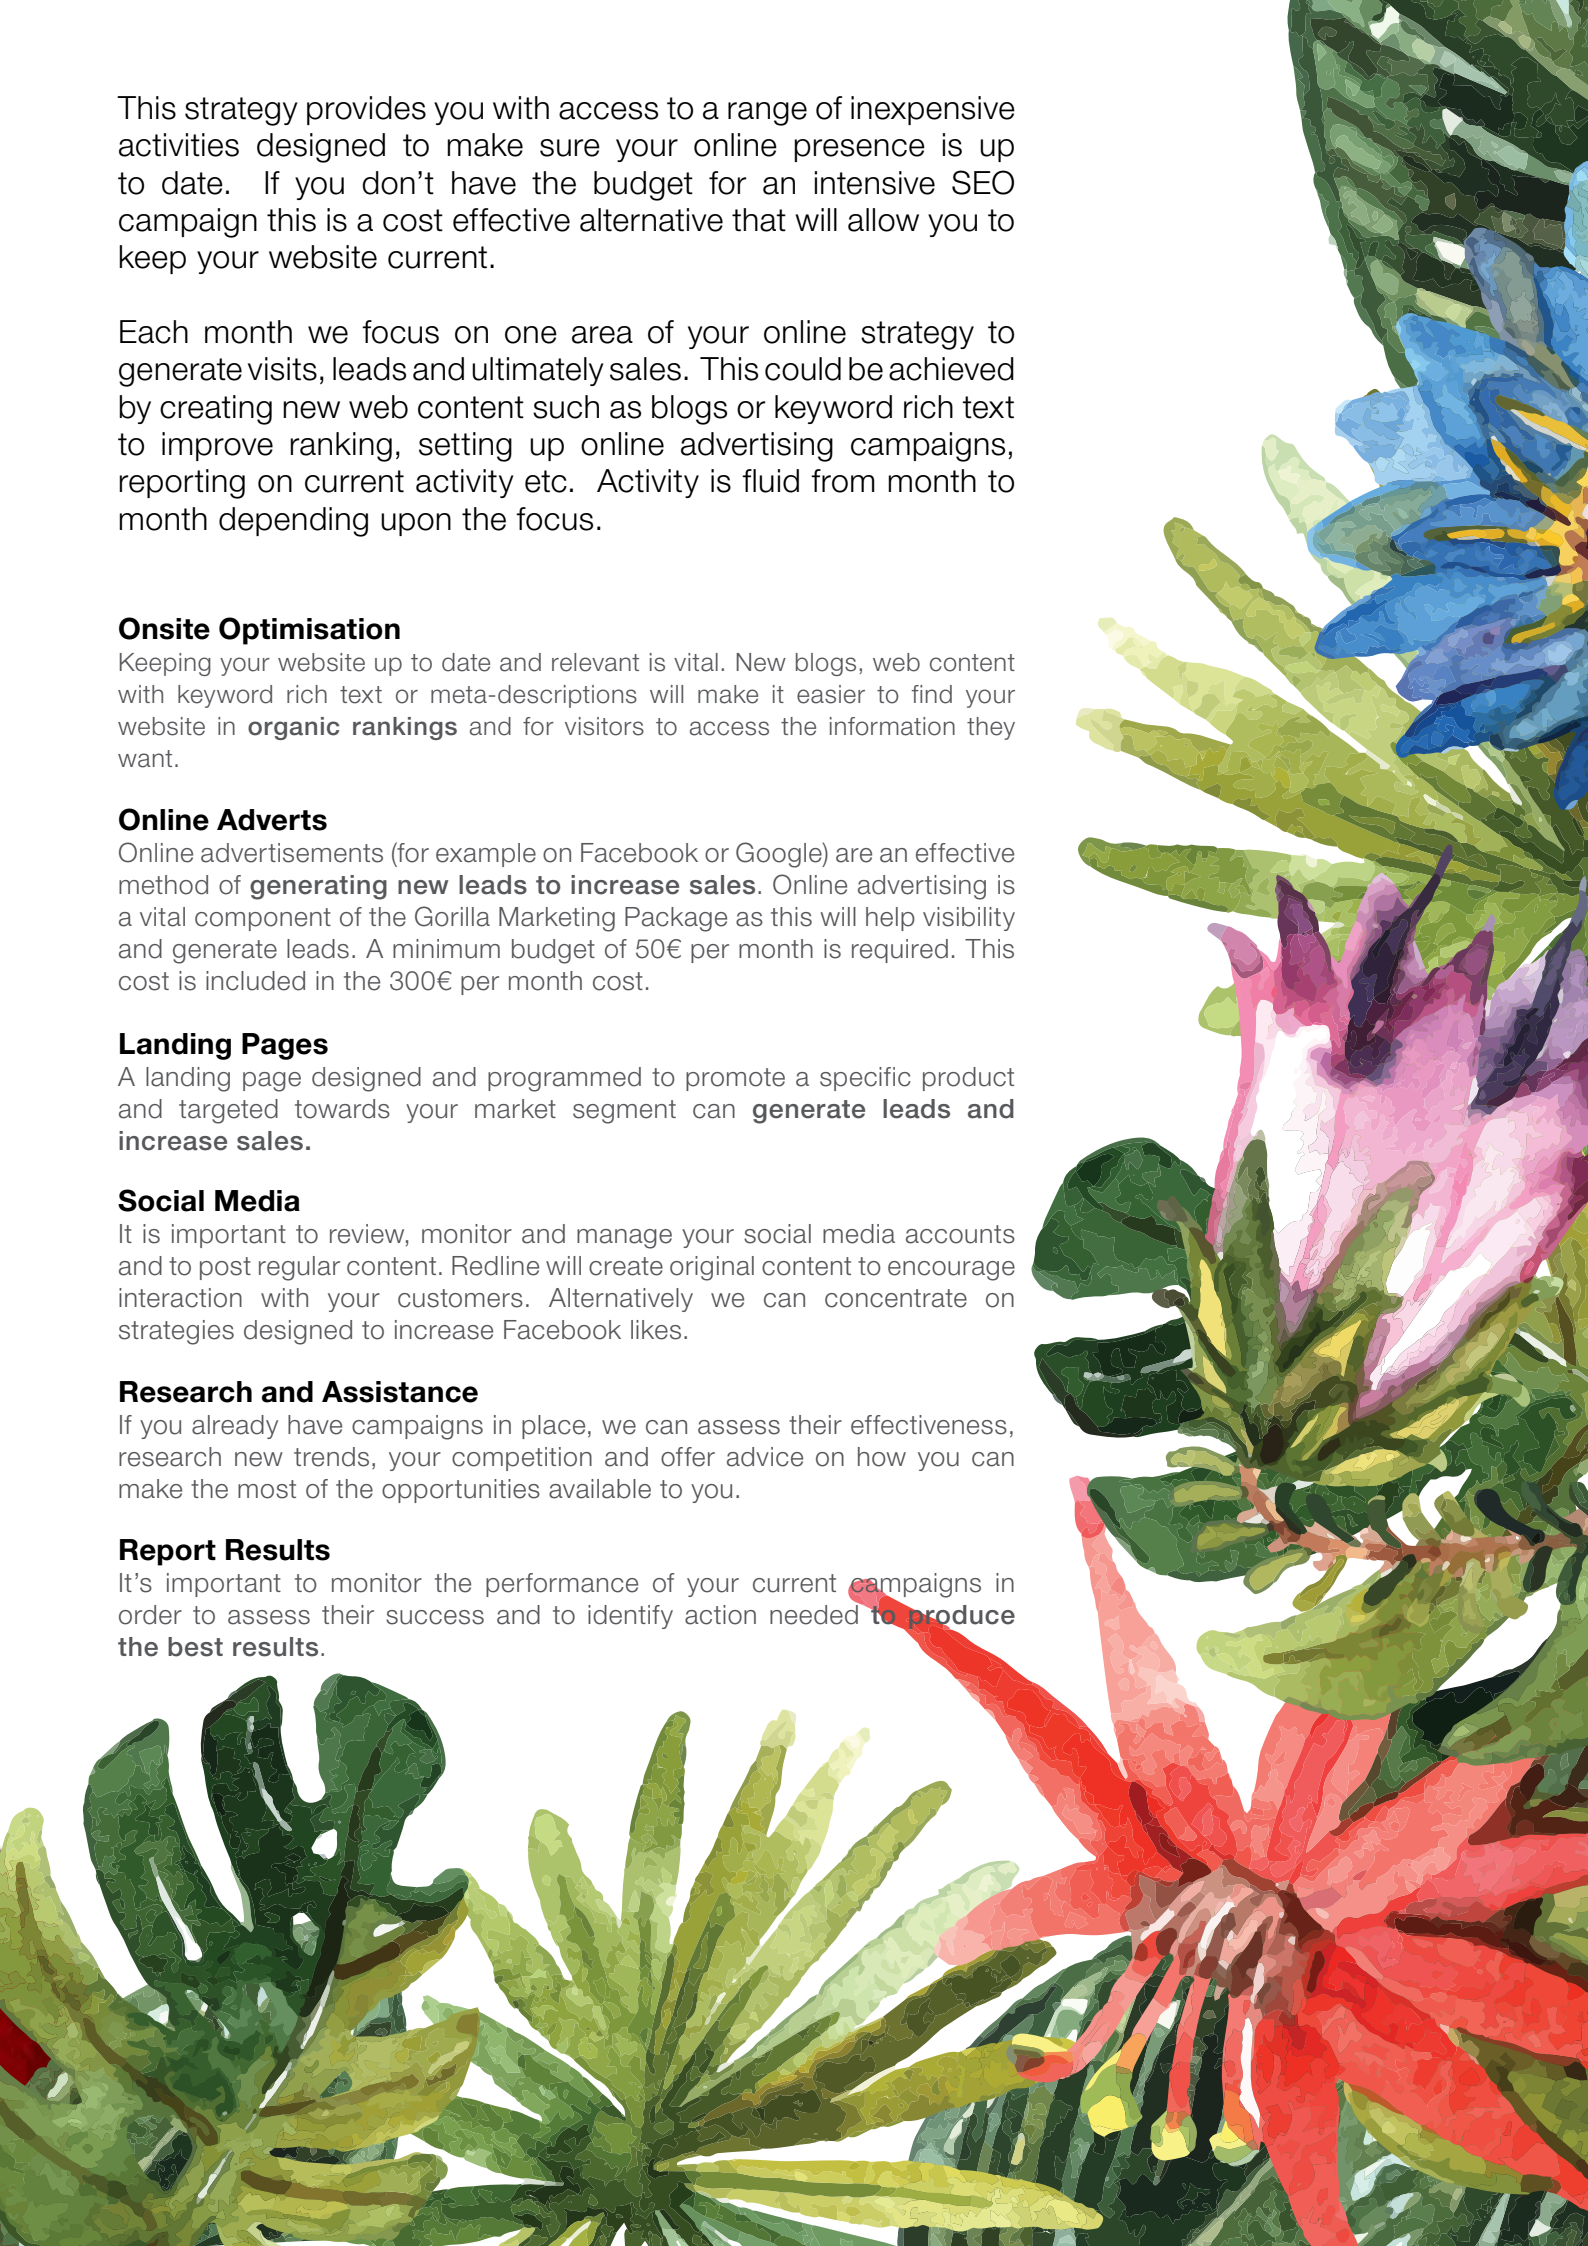 This strategy provides you with access to a range of inexpensive
activities designed to make sure your online presence is up
to date.  If you don’t have the budget for an intensive SEO
campaign this is a cost effective alternative that will allow you to
keep your website current.
Each month we focus on one area of your online strategy to
generate visits, leads and ultimately sales.  This could be achieved
by creating new web content such as blogs or keyword rich text
to improve ranking, setting up online advertising campaigns,
reporting on current activity etc.  Activity is fluid from month to
month depending upon the focus.
Onsite Optimisation
Keeping your website up to date and relevant is vital. New blogs, web content
with keyword rich text or meta-descriptions will make it easier to find your
website in organic rankings and for visitors to access the information they
want.
Online Adverts
Online advertisements (for example on Facebook or Google) are an effective
method of generating new leads to increase sales. Online advertising is
a vital component of the Gorilla Marketing Package as this will help visibility
and generate leads. A minimum budget of 50€ per month is required. This
cost is included in the 300€ per month cost.
Landing Pages
A landing page designed and programmed to promote a specific product
and targeted towards your market segment can generate leads and
increase sales.
Social Media
It is important to review, monitor and manage your social media accounts
and to post regular content. Redline will create original content to encourage
interaction with your customers. Alternatively we can concentrate on
strategies designed to increase Facebook likes.
Research and Assistance
If you already have campaigns in place, we can assess their effectiveness,
research new trends, your competition and offer advice on how you can
make the most of the opportunities available to you.
Report Results
It’s important to monitor the performance of your current campaigns in
order to assess their success and to identify action needed to produce
the best results.